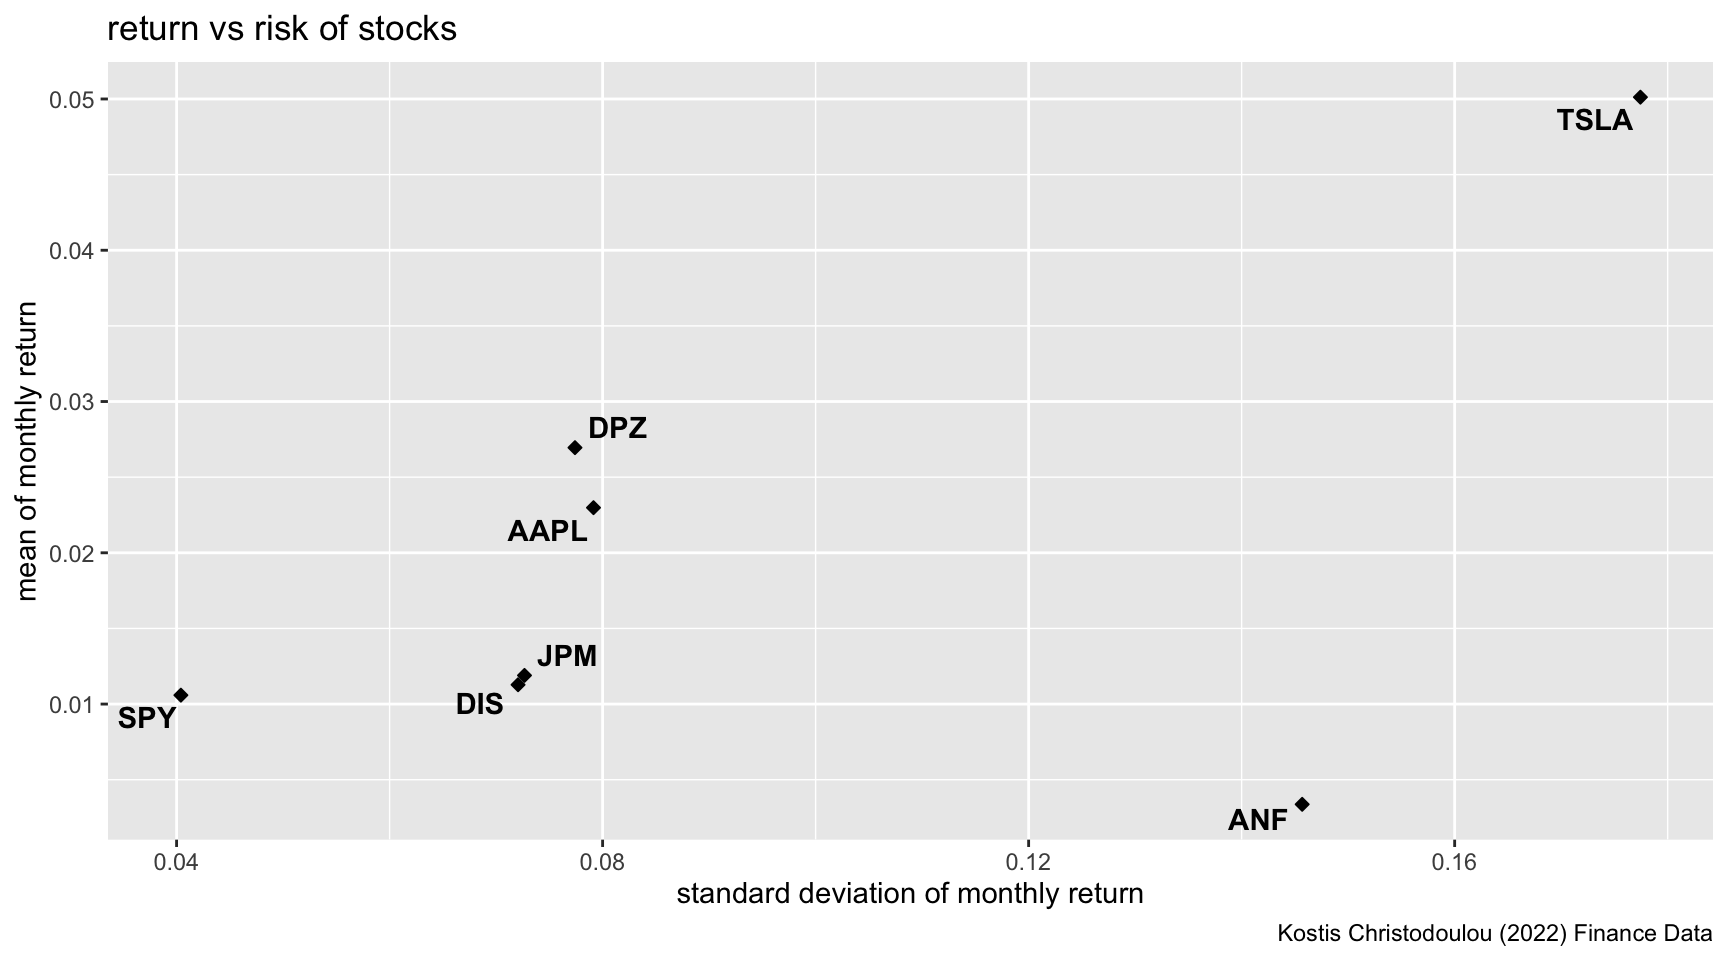 return vs risk of stocks
0.05
TSLA
0.04
mean of monthly return
0.03
DPZ
AAPL
0.02
JPM
DIS
0.01
SPY
ANF
0.04 0.08 0.12 0.16
standard deviation of monthly return
Kostis Christodoulou (2022) Finance Data